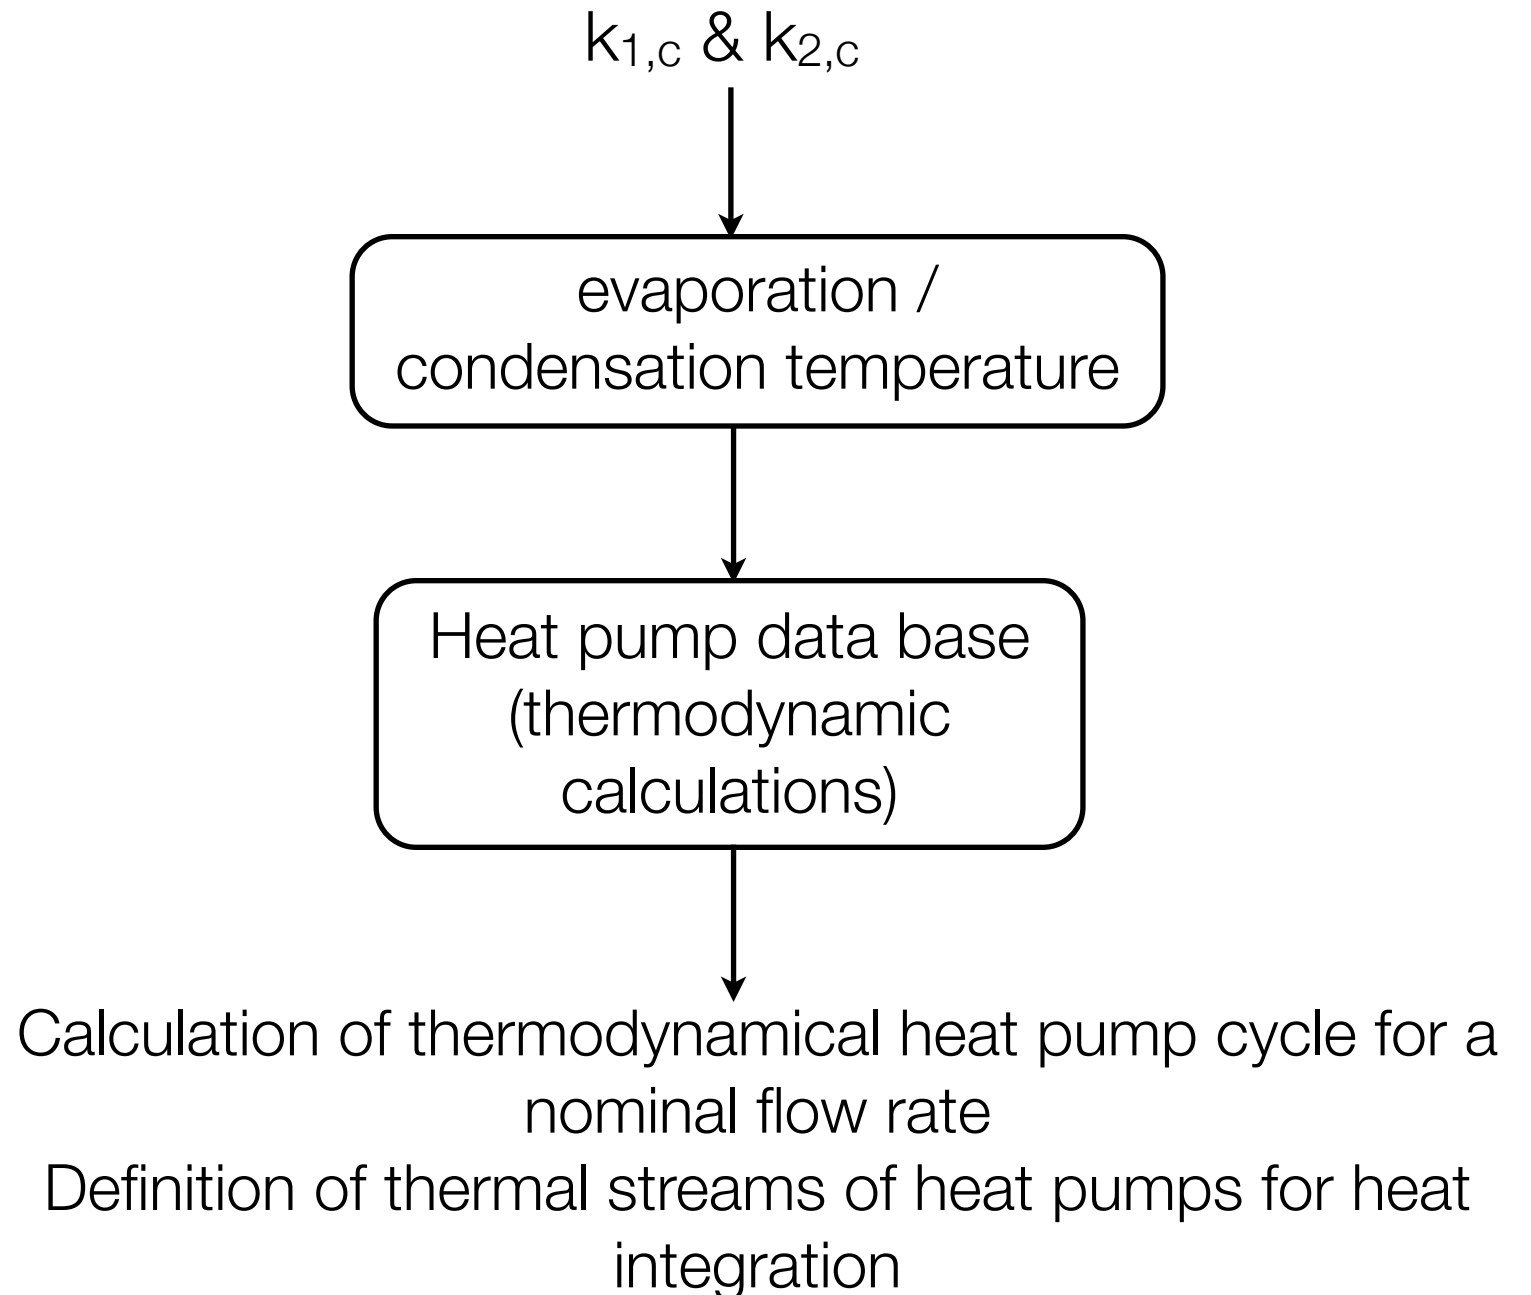 k1,c & k2,c
evaporation /
condensation temperature
Heat pump data base
(thermodynamic
calculations)
Calculation of thermodynamical heat pump cycle for a
nominal flow rate
Definition of thermal streams of heat pumps for heat
integration